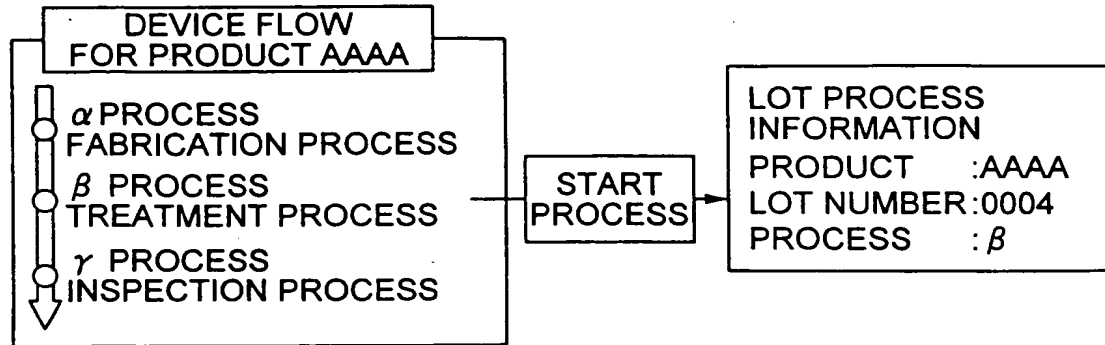 DEVICE FLOW
FOR PRODUCT AAAA
α PROCESS
FABRICATION PROCESS
β PROCESS
TREATMENT PROCESS
γ PROCESS
INSPECTION PROCESS
START
PROCESS
LOT PROCESS
INFORMATION
PRODUCT :AAAA
LOT NUMBER:0004
PROCESS :β